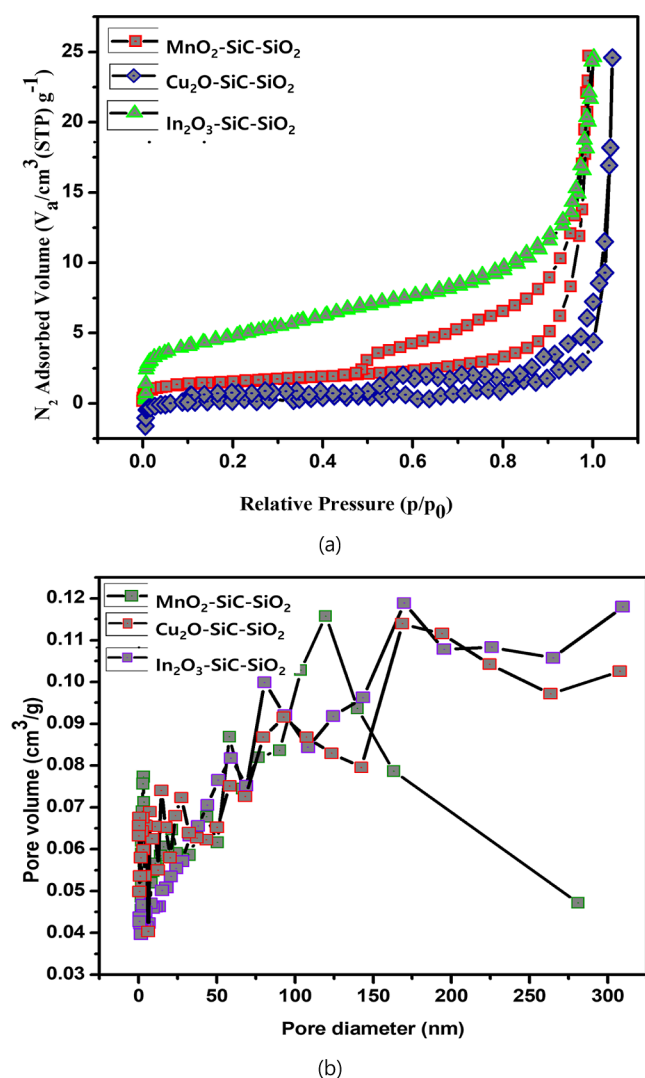 25
20
15
10
5
0
N₂ Adsorbed Volume (Vₐ/cm³(STP) g⁻¹
MnO₂-SiC-SiO₂
Cu₂O-SiC-SiO₂
In₂O₃-SiC-SiO₂
0.0 0.2 0.4 0.6 0.8 1.0
Relative Pressure (p/p₀)
(a)
0.12
0.11
0.10
0.09
0.08
0.07
0.06
0.05
0.04
0.03
Pore volume (cm³/g)
MnO₂-SiC-SiO₂
Cu₂O-SiC-SiO₂
In₂O₃-SiC-SiO₂
0 50 100 150 200 250 300
Pore diameter (nm)
(b)